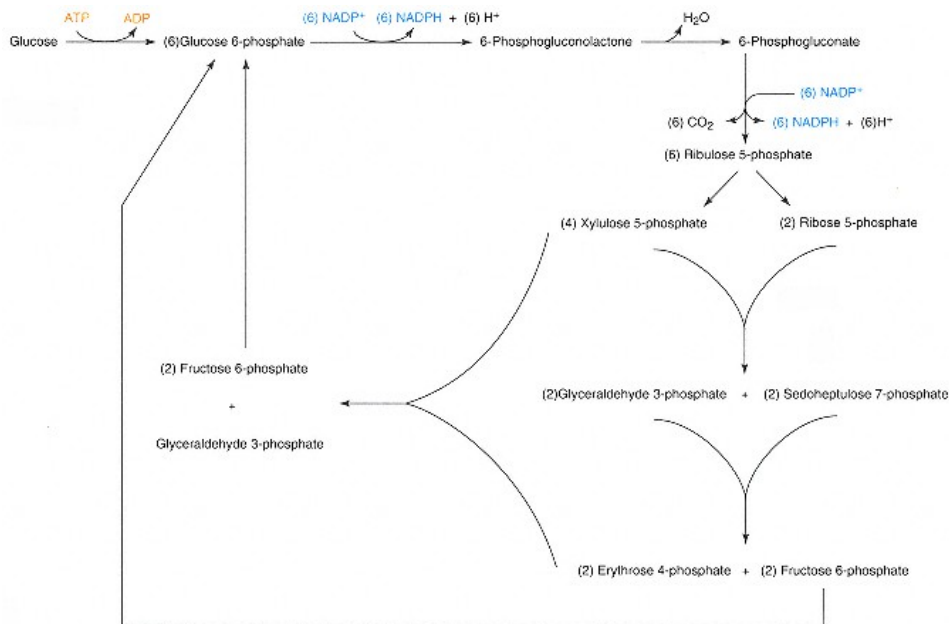 ATP ADP (6) NADP⁺ (6) NADPH + (6) H⁺ H₂O
Glucose (6)Glucose 6-phosphate 6-Phosphogluconolactone 6-Phosphogluconate
(6) NADP⁺
(6) CO₂ (6) NADPH + (6)H⁺
(6) Ribulose 5-phosphate
(4) Xylulose 5-phosphate (2) Ribose 5-phosphate
(2) Fructose 6-phosphate
(2)Glyceraldehyde 3-phosphate + (2) Sedoheptulose 7-phosphate
+
Glyceraldehyde 3-phosphate
(2) Erythrose 4-phosphate + (2) Fructose 6-phosphate